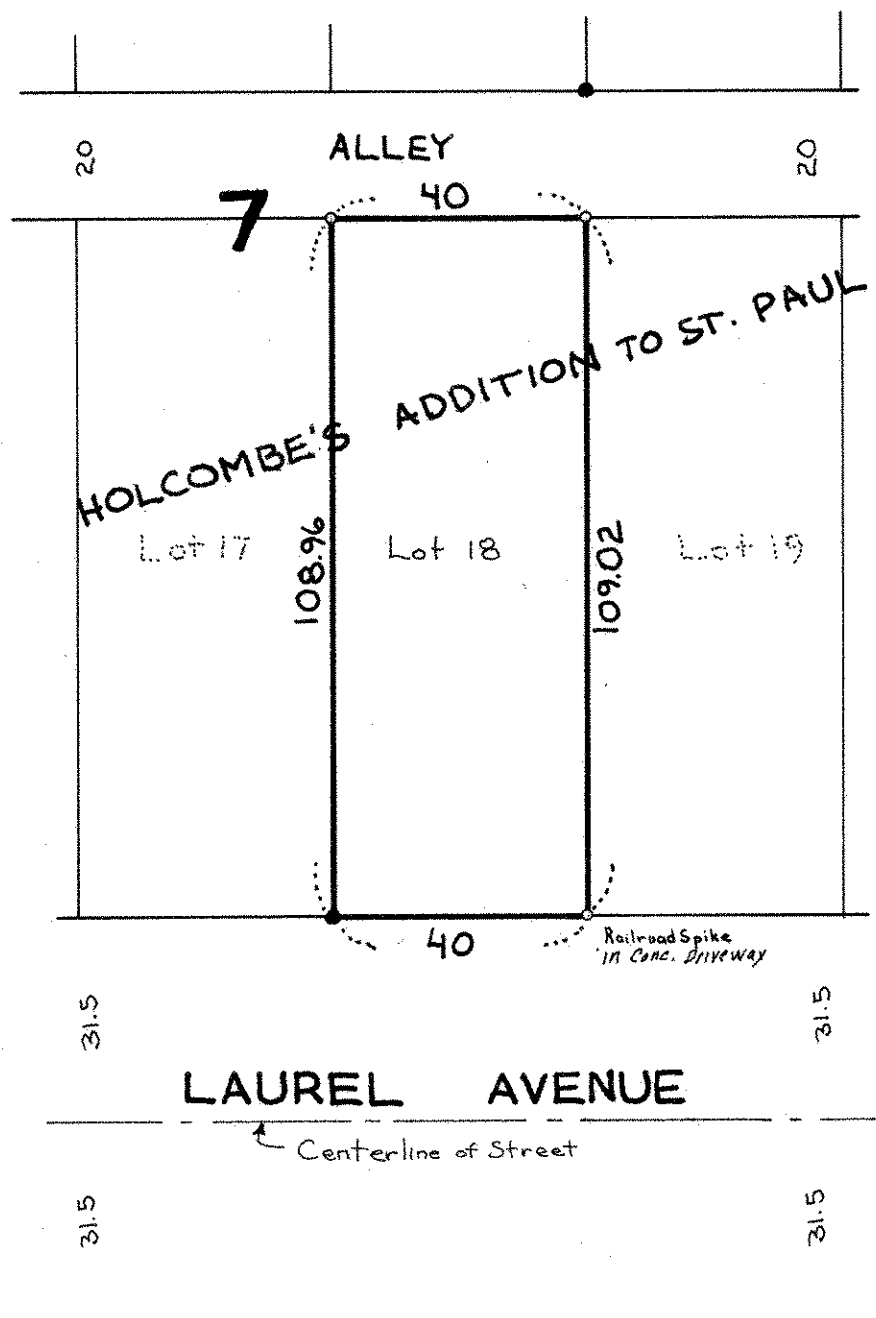 20
ALLEY
20
7
40
HOLCOMBE'S ADDITION TO ST. PAUL
Lot 17
108.96
Lot 18
109.02
Lot 19
40
Railroad Spike
in Conc. Driveway
31.5
31.5
LAUREL AVENUE
Centerline of Street
31.5
31.5